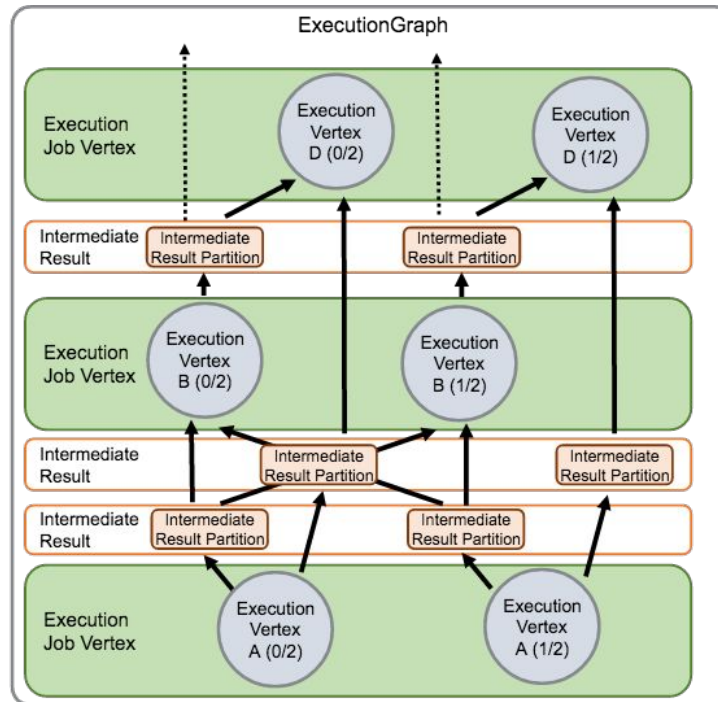 ExecutionGraph
Execution
Job Vertex
Execution
Vertex
D (0/2)
Execution
Vertex
D (1/2)
Intermediate
Result
Intermediate
Result Partition
Intermediate
Result Partition
Execution
Job Vertex
Execution
Vertex
B (0/2)
Execution
Vertex
B (1/2)
Intermediate
Result
Intermediate
Result Partition
Intermediate
Result Partition
Intermediate
Result
Intermediate
Result Partition
Intermediate
Result Partition
Execution
Job Vertex
Execution
Vertex
A (0/2)
Execution
Vertex
A (1/2)